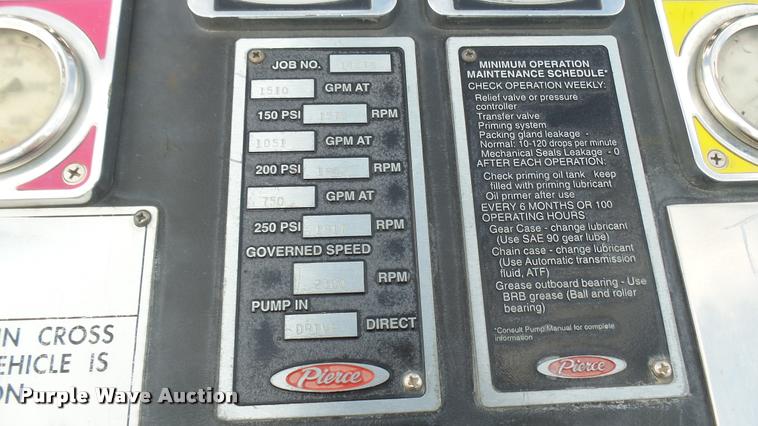 JOB NO.
1510 GPM AT
150 PSI RPM
1051 GPM AT
200 PSI RPM
750 GPM AT
250 PSI RPM
GOVERNED SPEED
RPM
PUMP IN
DRIVE DIRECT
Pierce
MINIMUM OPERATION
MAINTENANCE SCHEDULE*
CHECK OPERATION WEEKLY:
Relief valve or pressure
controller
Transfer valve
Priming system
Packing gland leakage -
Normal: 10-120 drops per minute
Mechanical Seals Leakage - 0
AFTER EACH OPERATION:
Check priming oil tank keep
filled with priming lubricant
Oil primer after use
EVERY 6 MONTHS OR 100
OPERATING HOURS:
Gear Case - change lubricant
(Use SAE 90 gear lube)
Chain case - change lubricant
(Use Automatic transmission
fluid, ATF)
Grease outboard bearing - Use
BRB grease (Ball and roller
bearing)
*Consult Pump Manual for complete
information
Pierce
IN CROSS
EHICLE IS
ON
Purple Wave Auction